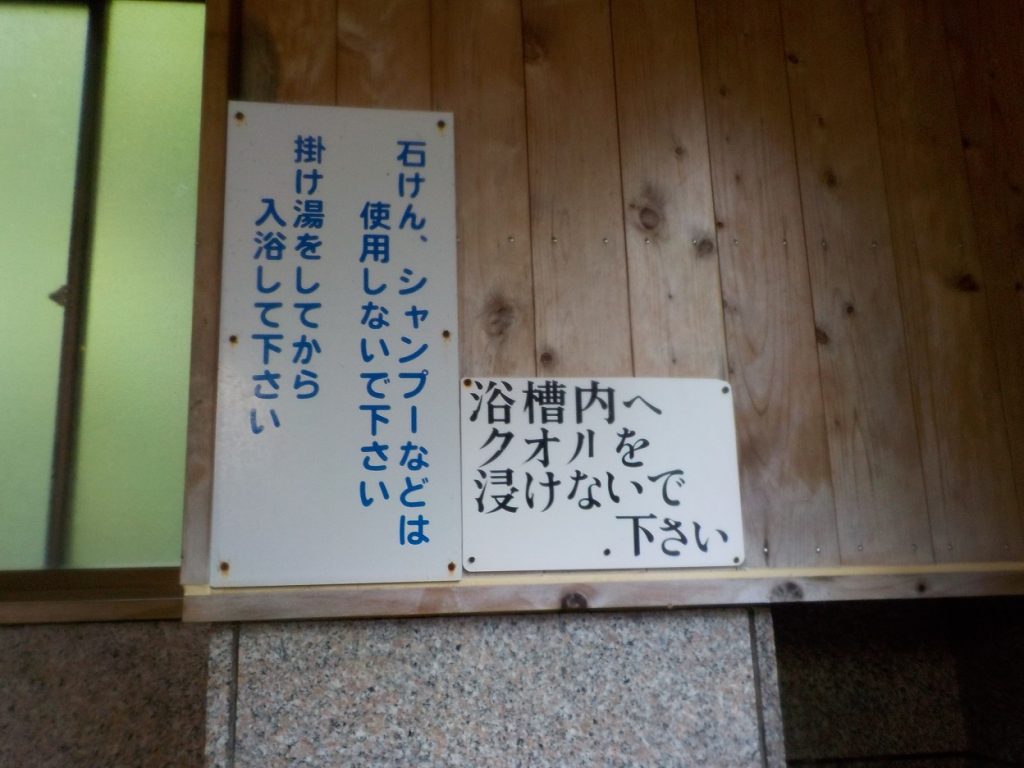 石けん、シャンプーなどは
使用しないで下さい
掛け湯をしてから
入浴して下さい
浴槽内へ
クオルを
浸けないで
下さい